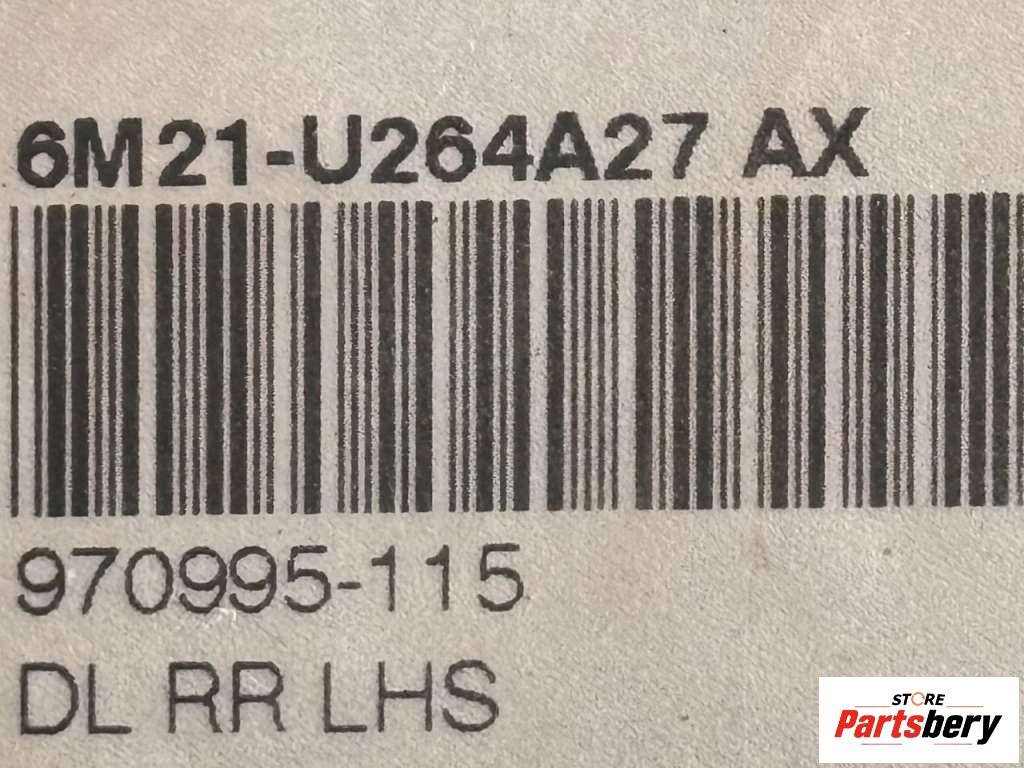 6M21-U264A27 AX
970995-115
DL RR LHS
STORE
Partsbery